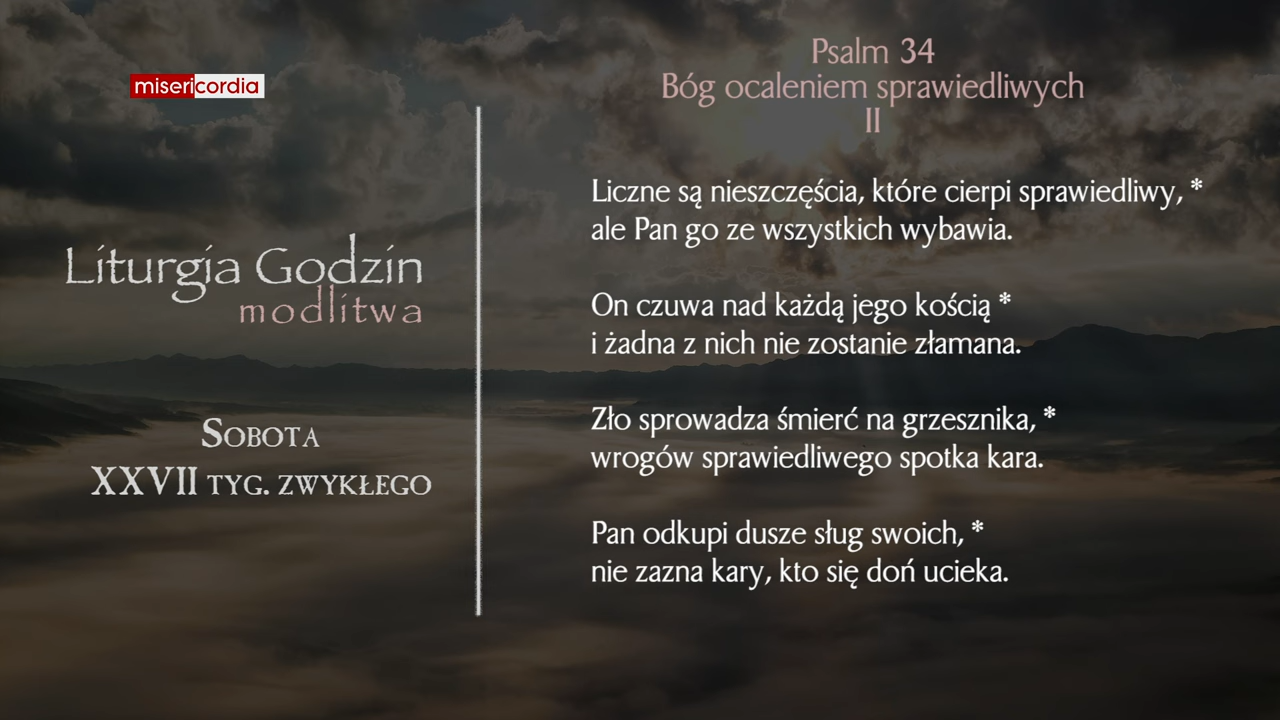 misericordia
Liturgia Godzin
modlitwa
Sobota
XXVII tyg. zwykłego
Psalm 34
Bóg ocaleniem sprawiedliwych
II
Liczne są nieszczęścia, które cierpi sprawiedliwy, *
ale Pan go ze wszystkich wybawia.
On czuwa nad każdą jego kością *
i żadna z nich nie zostanie złamana.
Zło sprowadza śmierć na grzesznika, *
wrogów sprawiedliwego spotka kara.
Pan odkupi dusze sług swoich, *
nie zazna kary, kto się doń ucieka.